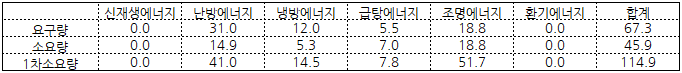 신재생에너지 난방에너지 냉방에너지 급탕에너지 조명에너지 환기에너지 합계
요구량 0.0 31.0 12.0 5.5 18.8 0.0 67.3
소요량 0.0 14.9 5.3 7.0 18.8 0.0 45.9
1차소요량 0.0 41.0 14.5 7.8 51.7 0.0 114.9